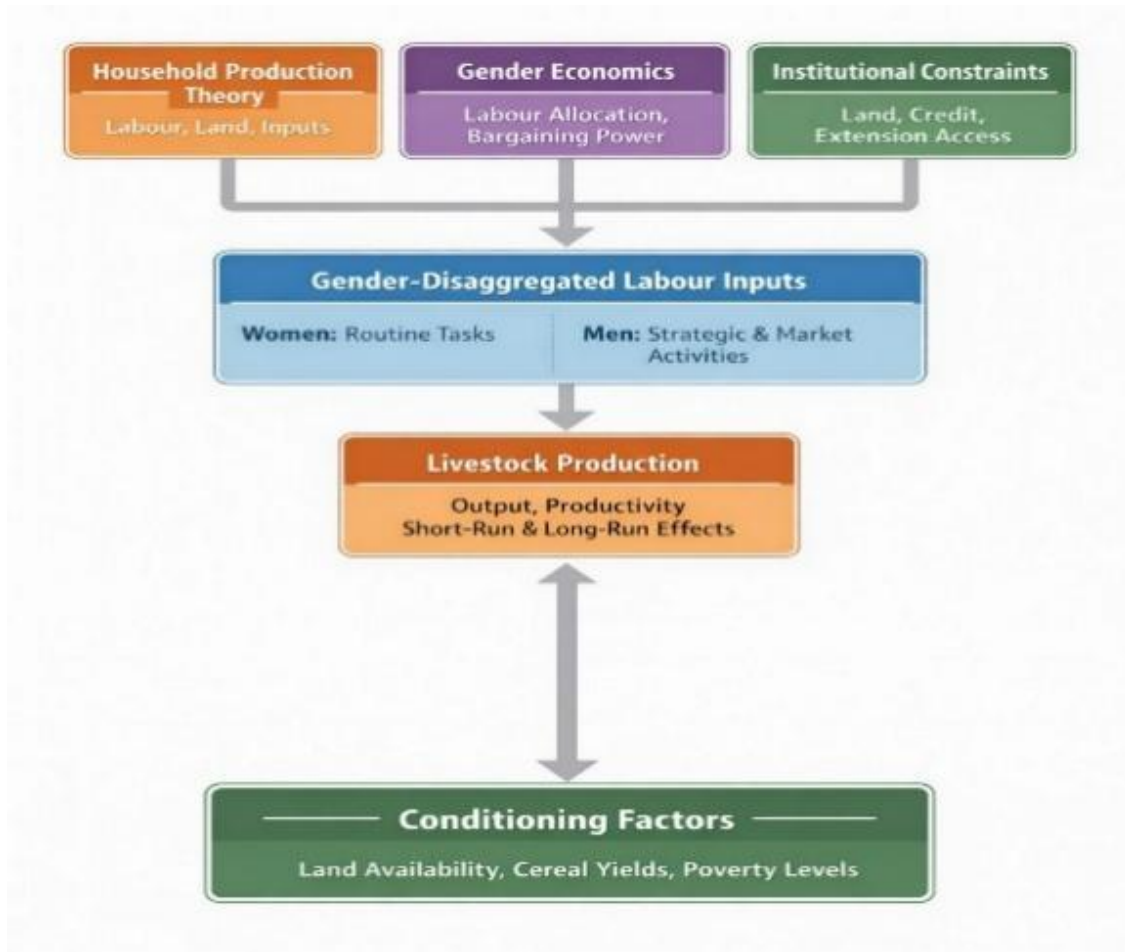 Household Production
Theory
Labour, Land, Inputs
Gender Economics
Labour Allocation,
Bargaining Power
Institutional Constraints
Land, Credit,
Extension Access
Gender-Disaggregated Labour Inputs
Women: Routine Tasks
Men: Strategic & Market
Activities
Livestock Production
Output, Productivity
Short-Run & Long-Run Effects
Conditioning Factors
Land Availability, Cereal Yields, Poverty Levels